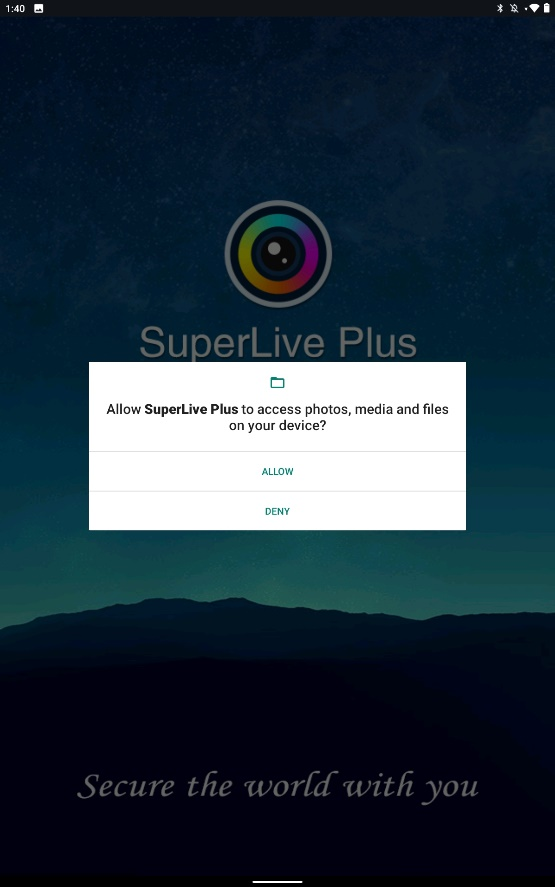 1:40
SuperLive Plus
Allow SuperLive Plus to access photos, media and files
on your device?
ALLOW
DENY
Secure the world with you